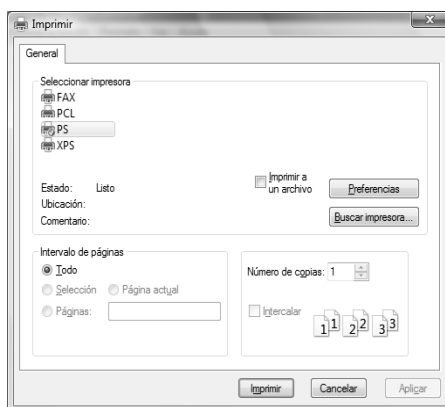 Imprimir
X
General
Seleccionar impresora
FAX
PCL
PS
XPS
Estado: Listo
Ubicación:
Comentario:
Imprimir a
un archivo
Preferencias
Buscar impresora...
Intervalo de páginas
Todo
Selección Página actual
Páginas:
Número de copias: 1
Intercalar
1 1 2 2 3 3
Imprimir Cancelar Aplicar